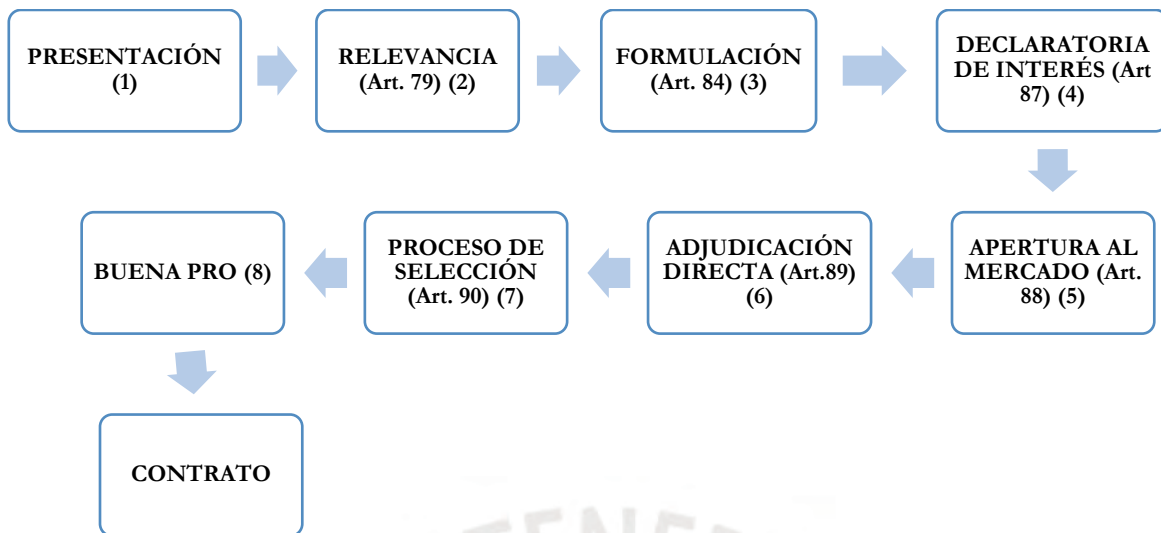 PRESENTACIÓN
(1)
RELEVANCIA
(Art. 79) (2)
FORMULACIÓN
(Art. 84) (3)
DECLARATORIA
DE INTERÉS (Art
87) (4)
APERTURA AL
MERCADO (Art.
88) (5)
ADJUDICACIÓN
DIRECTA (Art.89)
(6)
PROCESO DE
SELECCIÓN
(Art. 90) (7)
BUENA PRO (8)
CONTRATO